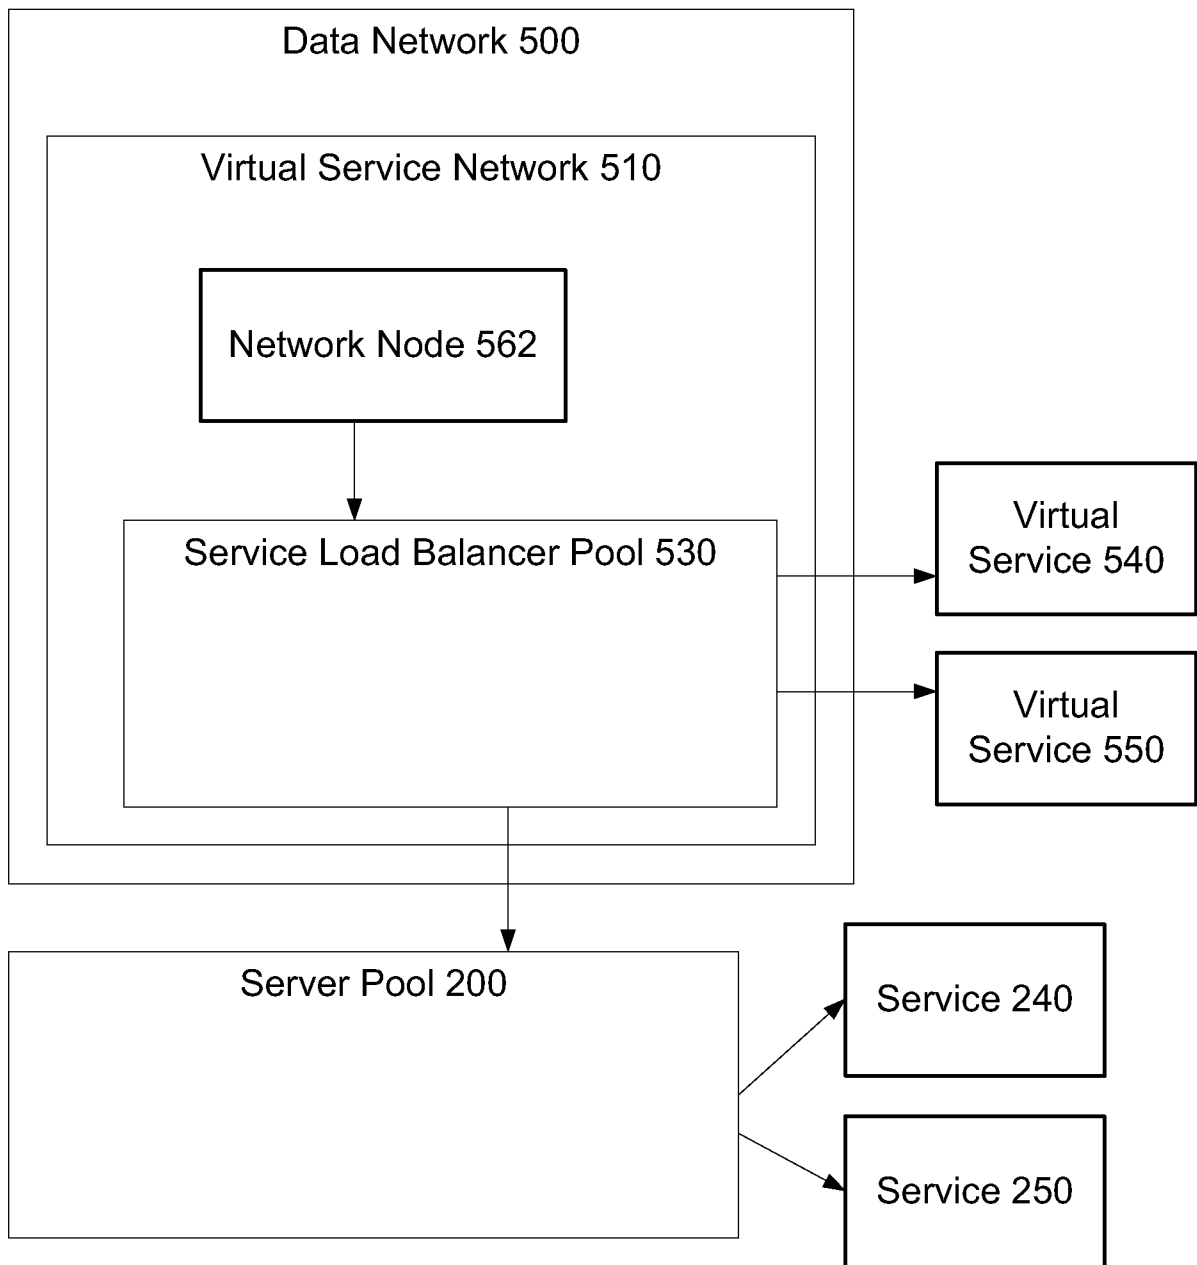 Data Network 500
Virtual Service Network 510
Network Node 562
Service Load Balancer Pool 530
Virtual
Service 540
Virtual
Service 550
Server Pool 200
Service 240
Service 250